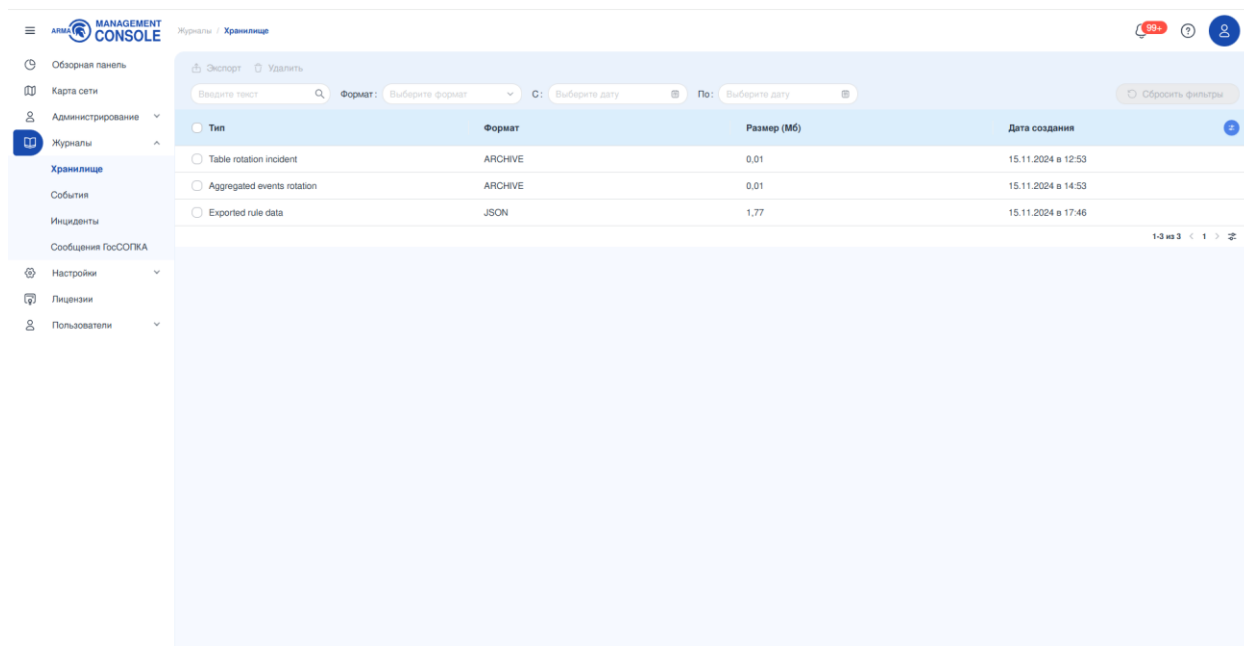 ARMA MANAGEMENT CONSOLE
Журналы / Хранилище
99+
Обзорная панель
Карта сети
Администрирование
Журналы
Хранилище
События
Инциденты
Сообщения ГосСОПКА
Настройки
Лицензии
Пользователи
Экспорт Удалить
Введите текст Формат: Выберите формат С: Выберите дату По: Выберите дату Сбросить фильтры
Тип Формат Размер (Мб) Дата создания
Table rotation incident ARCHIVE 0,01 15.11.2024 в 12:53
Aggregated events rotation ARCHIVE 0,01 15.11.2024 в 14:53
Exported rule data JSON 1,77 15.11.2024 в 17:46
1-3 из 3 < 1 >